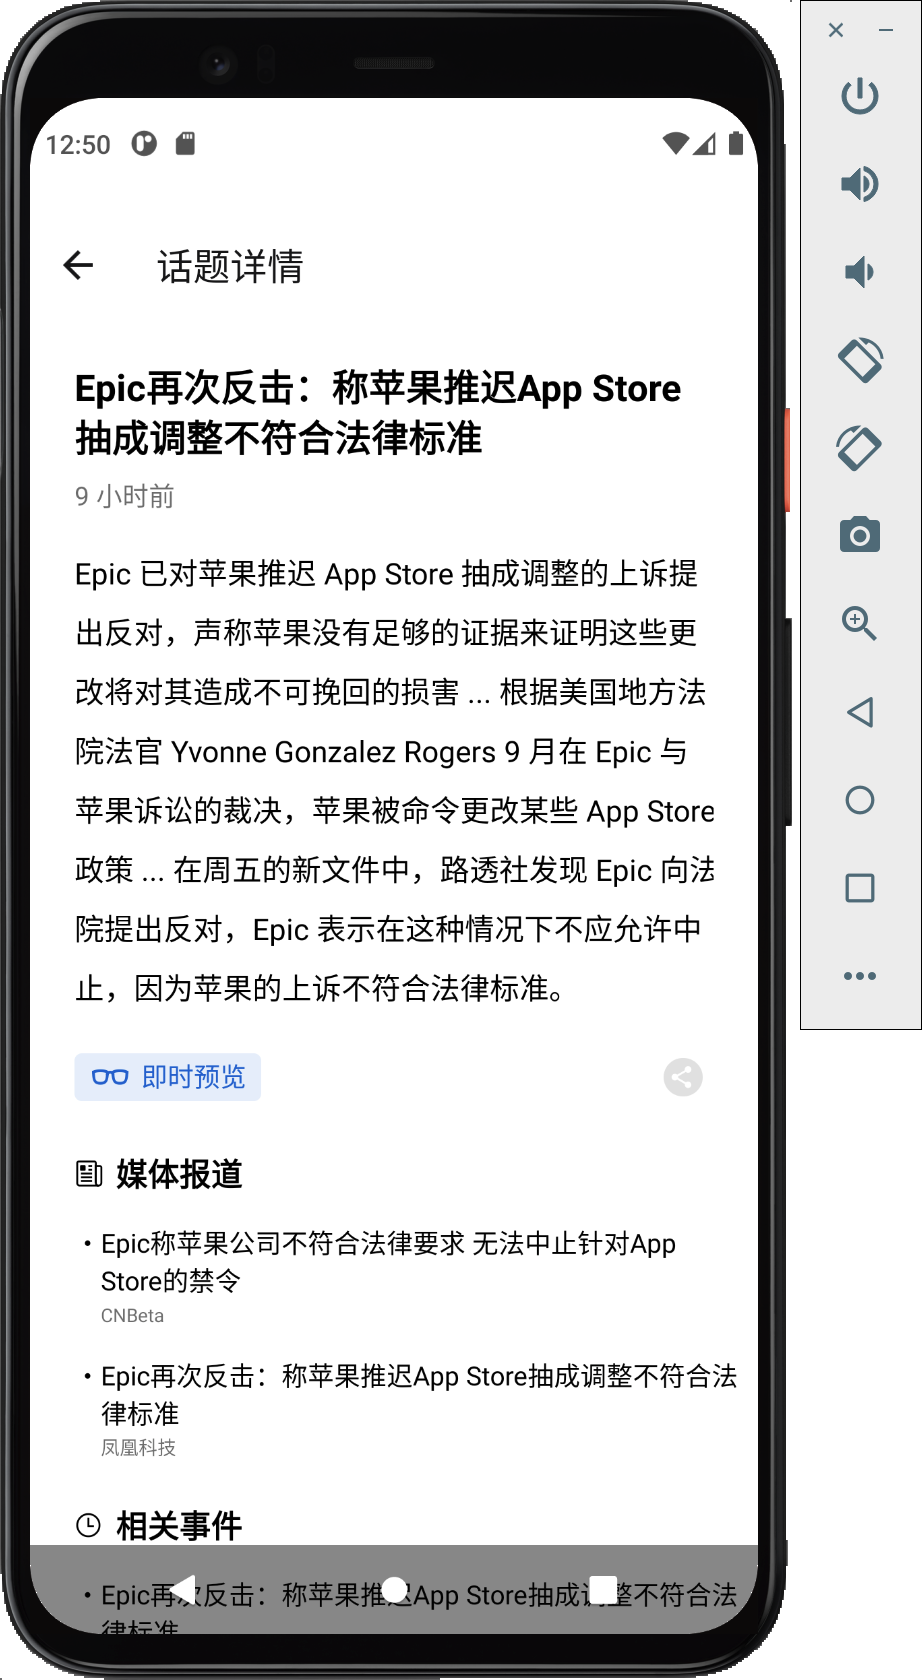 12:50
话题详情
Epic再次反击：称苹果推迟App Store
抽成调整不符合法律标准
9 小时前
Epic 已对苹果推迟 App Store 抽成调整的上诉提
出反对，声称苹果没有足够的证据来证明这些更
改将对其造成不可挽回的损害 ... 根据美国地方法
院法官 Yvonne Gonzalez Rogers 9 月在 Epic 与
苹果诉讼的裁决，苹果被命令更改某些 App Store
政策 ... 在周五的新文件中，路透社发现 Epic 向法
院提出反对，Epic 表示在这种情况下不应允许中
止，因为苹果的上诉不符合法律标准。
即时预览
媒体报道
・Epic称苹果公司不符合法律要求 无法中止针对App
Store的禁令
CNBeta
・Epic再次反击：称苹果推迟App Store抽成调整不符合法
律标准
凤凰科技
相关事件
・Epic再次反击：称苹果推迟App Store抽成调整不符合法
律标准